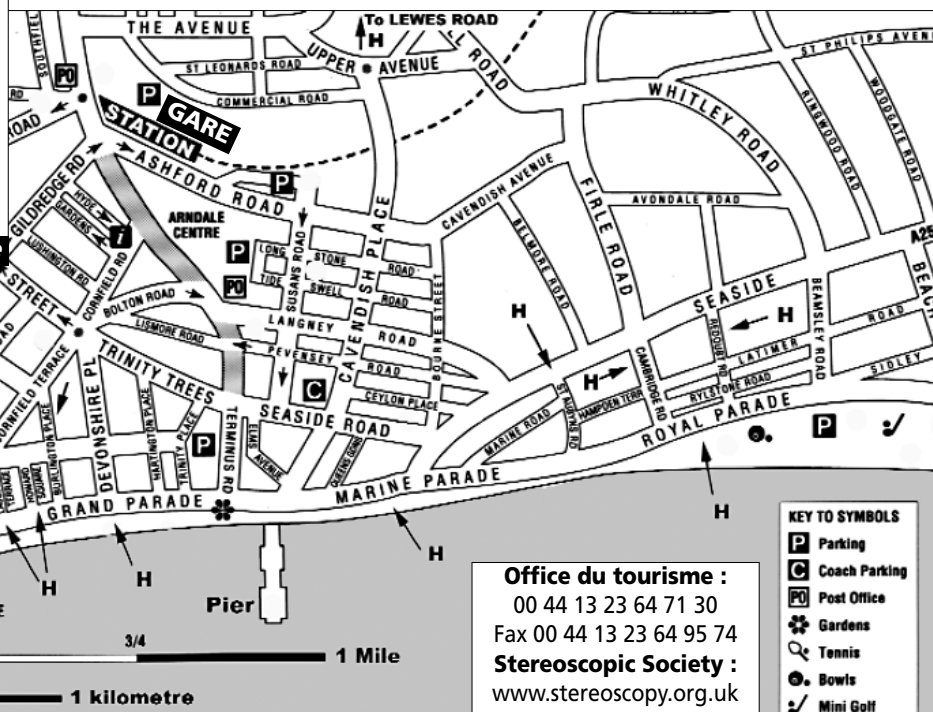 To LEWES ROAD
H
THE AVENUE
UPPER AVENUE
ROAD
ST PHILIPS AVEN
ST LEONARDS ROAD
COMMERCIAL ROAD
WHITLEY ROAD
RINGWOOD ROAD
WOODGATE ROAD
PO
P
GARE
STATION
ROAD
ASHFORD ROAD
P
GILDREDGE RD
HYDE GARDENS
LUSHINGTON RD
i
ARNDALE
CENTRE
P
PO
CAVENDISH AVENUE
FIRLE ROAD
AVONDALE ROAD
BELMORE ROAD
A25
BEACH
SEASIDE
STREET
CORNFIELD RD
BOLTON ROAD
LISMORE ROAD
SUSANS ROAD
LONG STONE ROAD
TIDE SWELL ROAD
LANGNEY ROAD
PEVENSEY ROAD
CEYLON PLACE
CAVENDISH PLACE
BOURNE STREET
H
H
H
REDOUBT RD
BEAMSLEY ROAD
LATIMER ROAD
SIDLEY
RYLSTONE ROAD
CAMBRIDGE RD
HAMPDEN TERR
ST AUBYNS RD
MARINE ROAD
ROYAL PARADE
P
CORNFIELD TERRACE
DEVONSHIRE PL
TRINITY TREES
C
SEASIDE ROAD
BURLINGTON PLACE
HARTINGTON PLACE
TRINITY PLACE
P
TERMINUS RD
ELMS AVENUE
QUEENS GDNS
TERRACE
HOWARD SQUARE
GRAND PARADE
MARINE PARADE
H
H
H
H
Pier
3/4
1 Mile
1 kilometre
Office du tourisme :
00 44 13 23 64 71 30
Fax 00 44 13 23 64 95 74
Stereoscopic Society :
www.stereoscopy.org.uk
KEY TO SYMBOLS
P Parking
C Coach Parking
PO Post Office
Gardens
Tennis
Bowls
Mini Golf